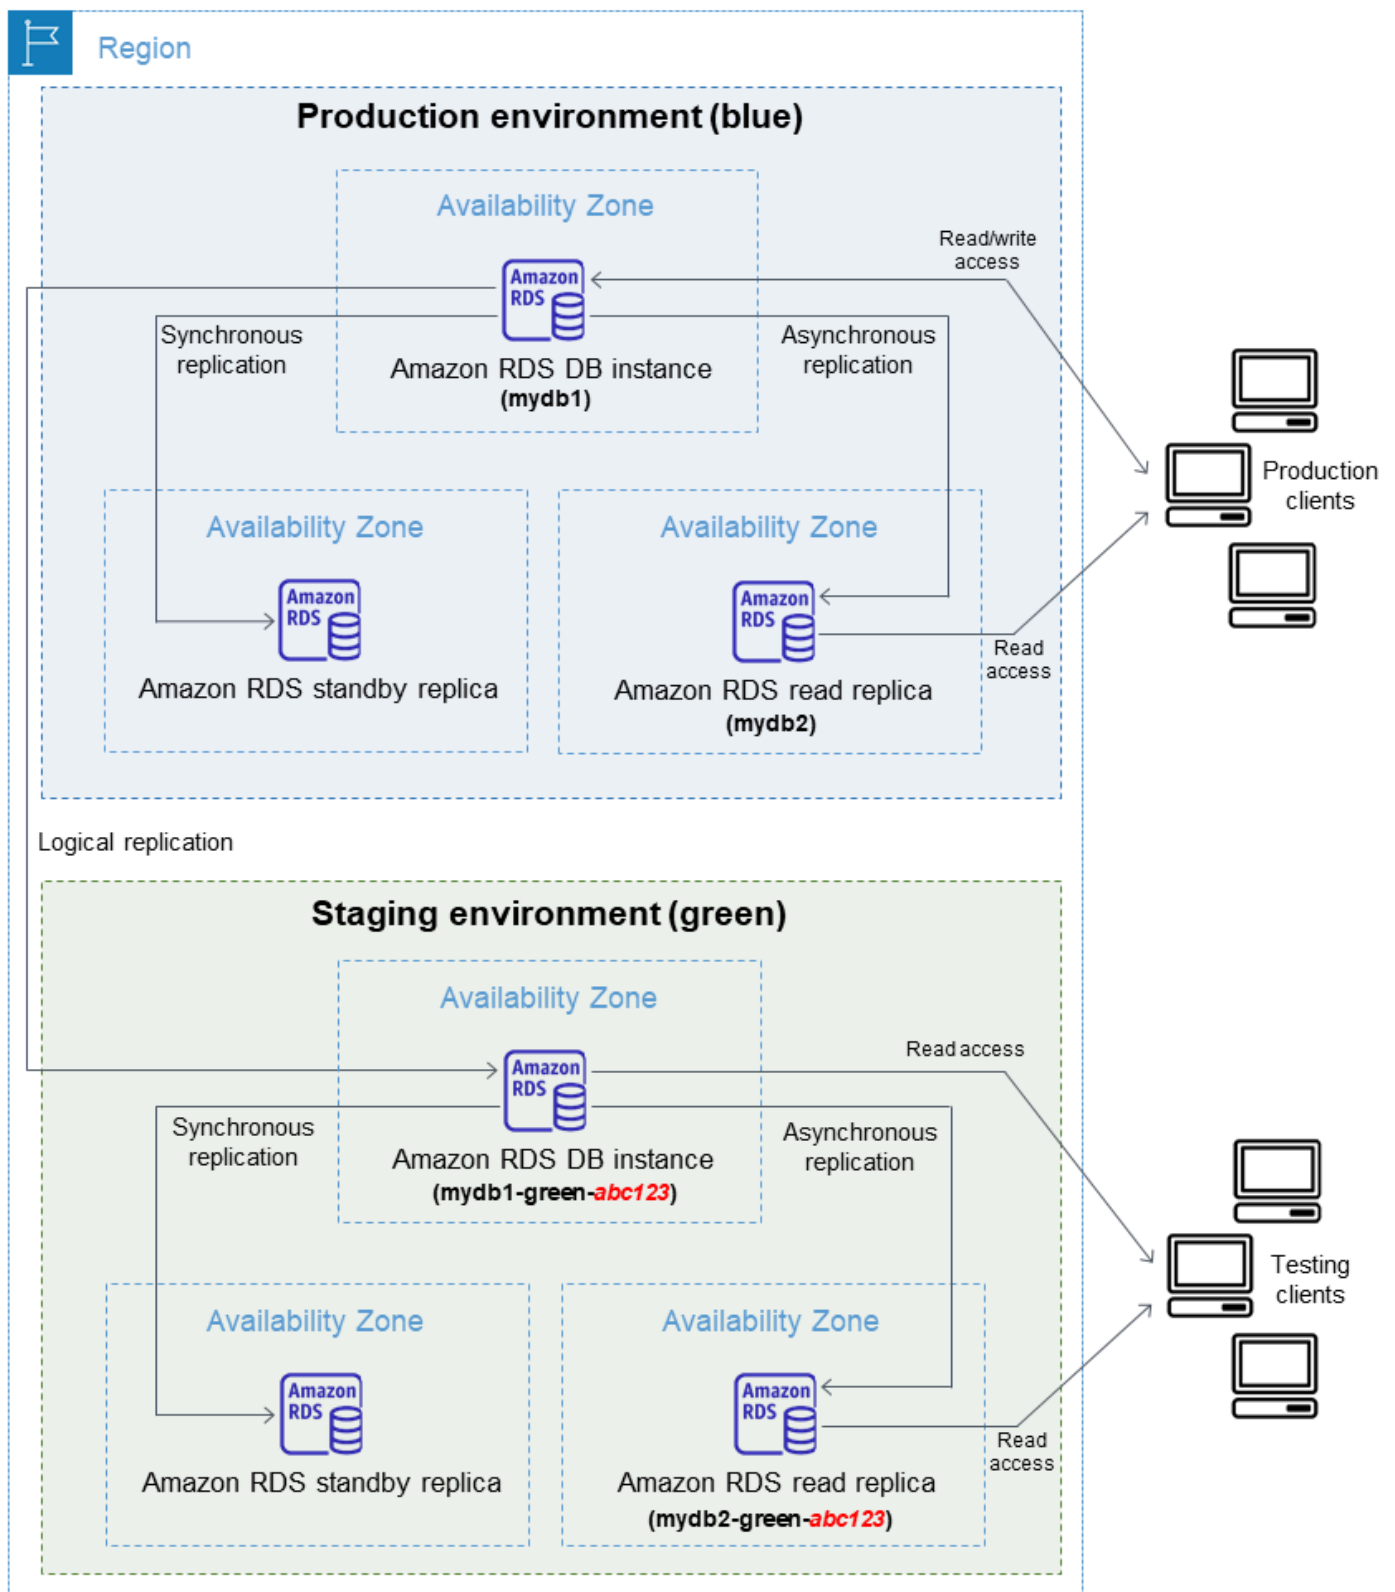 Region
Production environment (blue)
Availability Zone
Read/write
access
Amazon
RDS
Synchronous
replication
Asynchronous
replication
Amazon RDS DB instance
(mydb1)
Production
clients
Availability Zone
Amazon
RDS
Amazon RDS standby replica
Availability Zone
Amazon
RDS
Read
access
Amazon RDS read replica
(mydb2)
Logical replication
Staging environment (green)
Availability Zone
Read access
Amazon
RDS
Synchronous
replication
Asynchronous
replication
Amazon RDS DB instance
(mydb1-green-abc123)
Testing
clients
Availability Zone
Amazon
RDS
Amazon RDS standby replica
Availability Zone
Amazon
RDS
Read
access
Amazon RDS read replica
(mydb2-green-abc123)